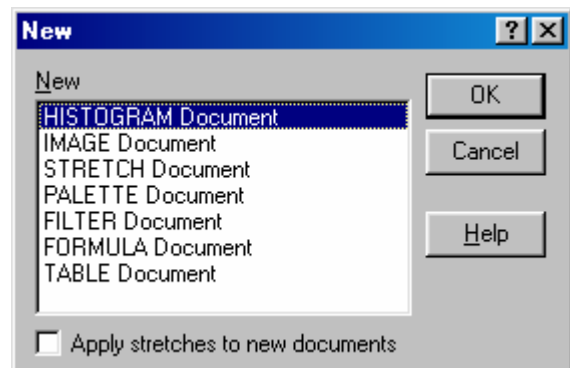 New
New
HISTOGRAM Document
IMAGE Document
STRETCH Document
PALETTE Document
FILTER Document
FORMULA Document
TABLE Document
Apply stretches to new documents
OK
Cancel
Help